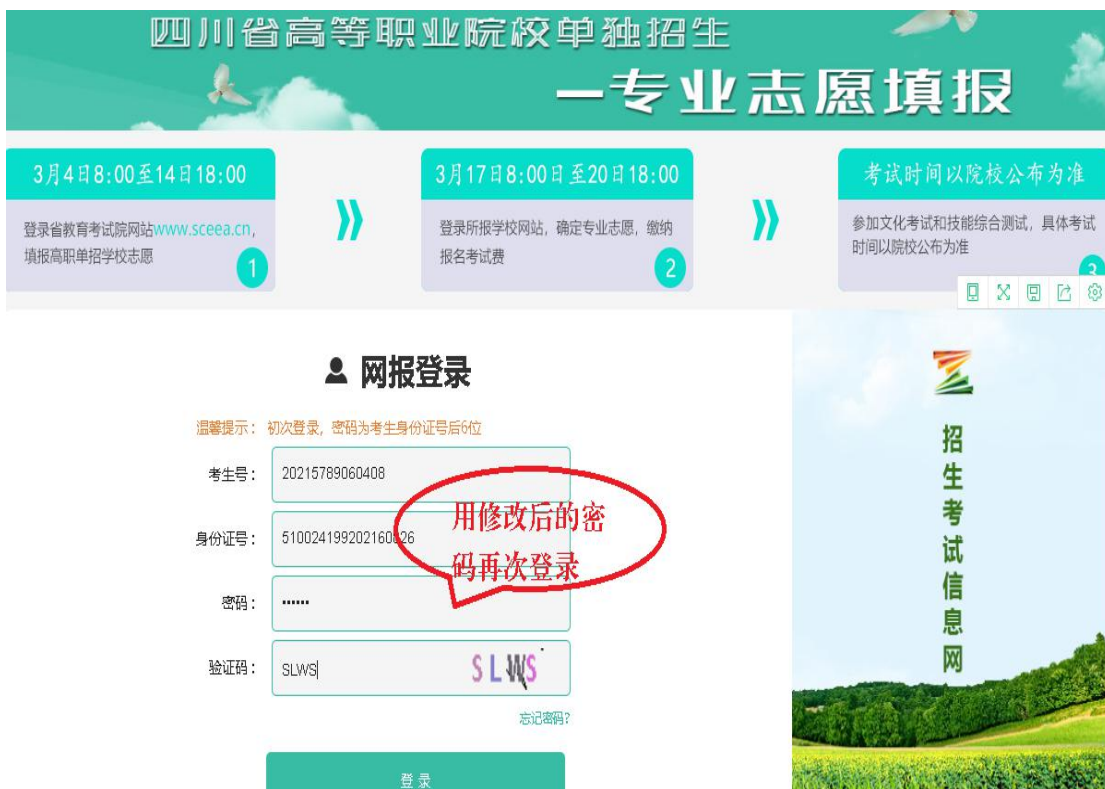 四川省高等职业院校单独招生
一专业志愿填报
3月4日8:00至14日18:00
登录省教育考试院网站www.sceea.cn,
填报高职单招学校志愿
1
3月17日8:00日至20日18:00
登录所报学校网站，确定专业志愿，缴纳
报名考试费
2
考试时间以院校公布为准
参加文化考试和技能综合测试，具体考试
时间以院校公布为准
3
网报登录
温馨提示：初次登录，密码为考生身份证号后6位
考生号：20215789060408
身份证号：510024199202160826
用修改后的密
码再次登录
密码：••••••
验证码：SLWS
SLWS
忘记密码?
登录
招生考试信息网